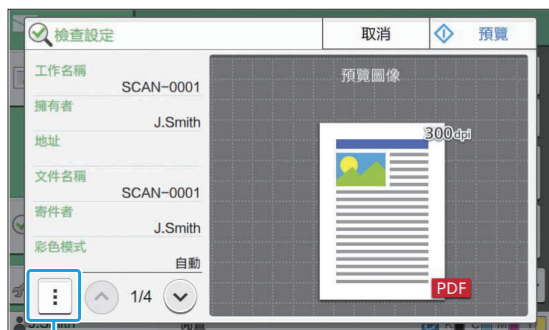 檢查設定
取消
預覽
工作名稱
SCAN-0001
擁有者
J.Smith
地址
文件名稱
SCAN-0001
寄件者
J.Smith
彩色模式
自動
1/4
預覽圖像
300dpi
PDF
J.Smith
K C M Y